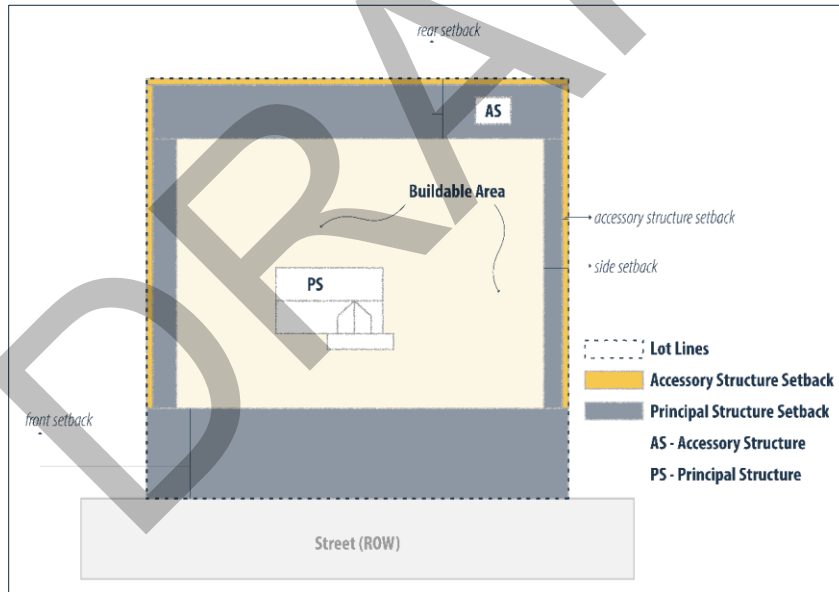 rear setback
AS
Buildable Area
accessory structure setback
side setback
PS
Lot Lines
Accessory Structure Setback
Principal Structure Setback
AS - Accessory Structure
PS - Principal Structure
front setback
Street (ROW)
DRA